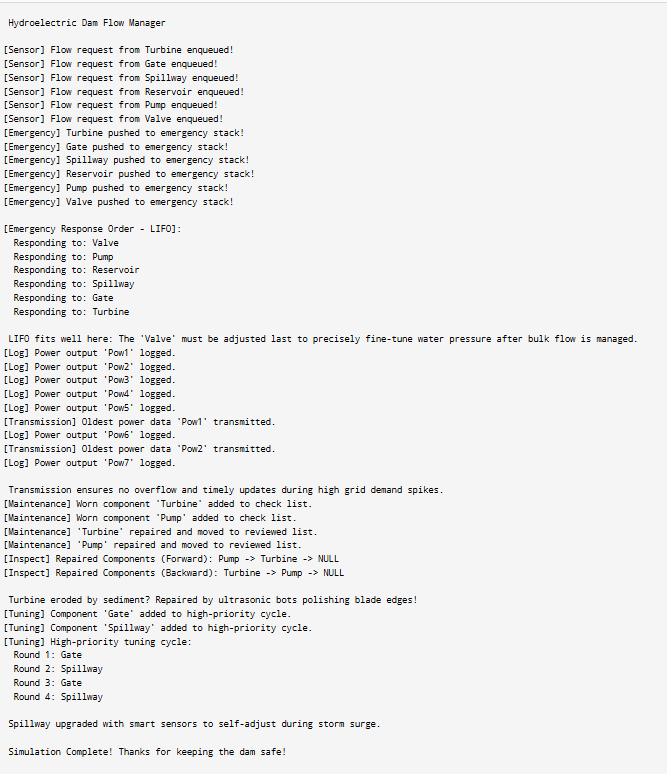 Hydroelectric Dam Flow Manager
[Sensor] Flow request from Turbine enqueued!
[Sensor] Flow request from Gate enqueued!
[Sensor] Flow request from Spillway enqueued!
[Sensor] Flow request from Reservoir enqueued!
[Sensor] Flow request from Pump enqueued!
[Sensor] Flow request from Valve enqueued!
[Emergency] Turbine pushed to emergency stack!
[Emergency] Gate pushed to emergency stack!
[Emergency] Spillway pushed to emergency stack!
[Emergency] Reservoir pushed to emergency stack!
[Emergency] Pump pushed to emergency stack!
[Emergency] Valve pushed to emergency stack!
[Emergency Response Order - LIFO]:
Responding to: Valve
Responding to: Pump
Responding to: Reservoir
Responding to: Spillway
Responding to: Gate
Responding to: Turbine
LIFO fits well here: The 'Valve' must be adjusted last to precisely fine-tune water pressure after bulk flow is managed.
[Log] Power output 'Pow1' logged.
[Log] Power output 'Pow2' logged.
[Log] Power output 'Pow3' logged.
[Log] Power output 'Pow4' logged.
[Log] Power output 'Pow5' logged.
[Transmission] Oldest power data 'Pow1' transmitted.
[Log] Power output 'Pow6' logged.
[Transmission] Oldest power data 'Pow2' transmitted.
[Log] Power output 'Pow7' logged.
Transmission ensures no overflow and timely updates during high grid demand spikes.
[Maintenance] Worn component 'Turbine' added to check list.
[Maintenance] Worn component 'Pump' added to check list.
[Maintenance] 'Turbine' repaired and moved to reviewed list.
[Maintenance] 'Pump' repaired and moved to reviewed list.
[Inspect] Repaired Components (Forward): Pump -> Turbine -> NULL
[Inspect] Repaired Components (Backward): Turbine -> Pump -> NULL
Turbine eroded by sediment? Repaired by ultrasonic bots polishing blade edges!
[Tuning] Component 'Gate' added to high-priority cycle.
[Tuning] Component 'Spillway' added to high-priority cycle.
[Tuning] High-priority tuning cycle:
Round 1: Gate
Round 2: Spillway
Round 3: Gate
Round 4: Spillway
Spillway upgraded with smart sensors to self-adjust during storm surge.
Simulation Complete! Thanks for keeping the dam safe!